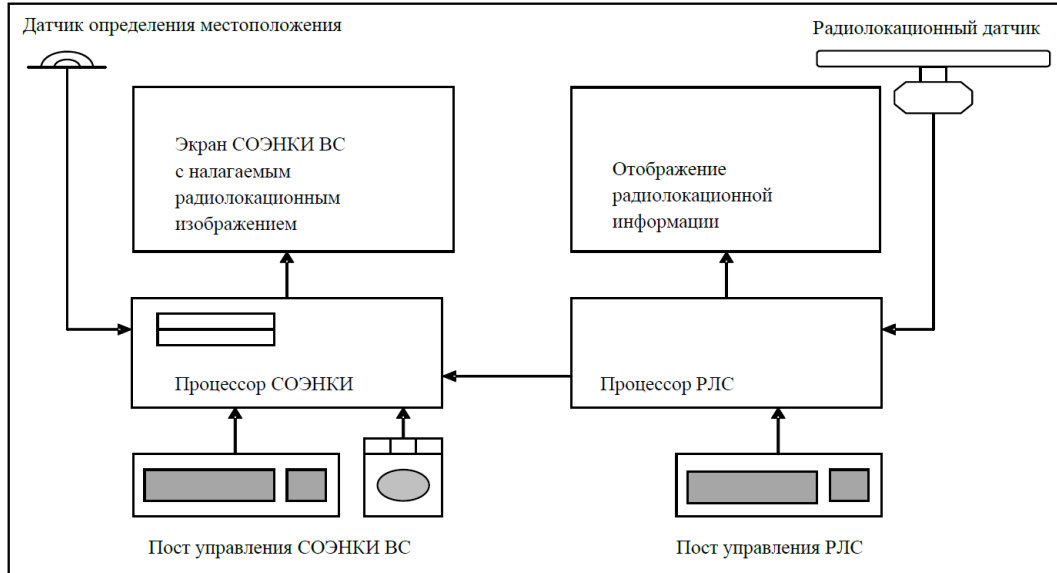 Датчик определения местоположения
Радиолокационный датчик
Экран СОЭНКИ ВС
с налагаемым
радиолокационным
изображением
Отображение
радиолокационной
информации
Процессор СОЭНКИ
Процессор РЛС
Пост управления СОЭНКИ ВС
Пост управления РЛС